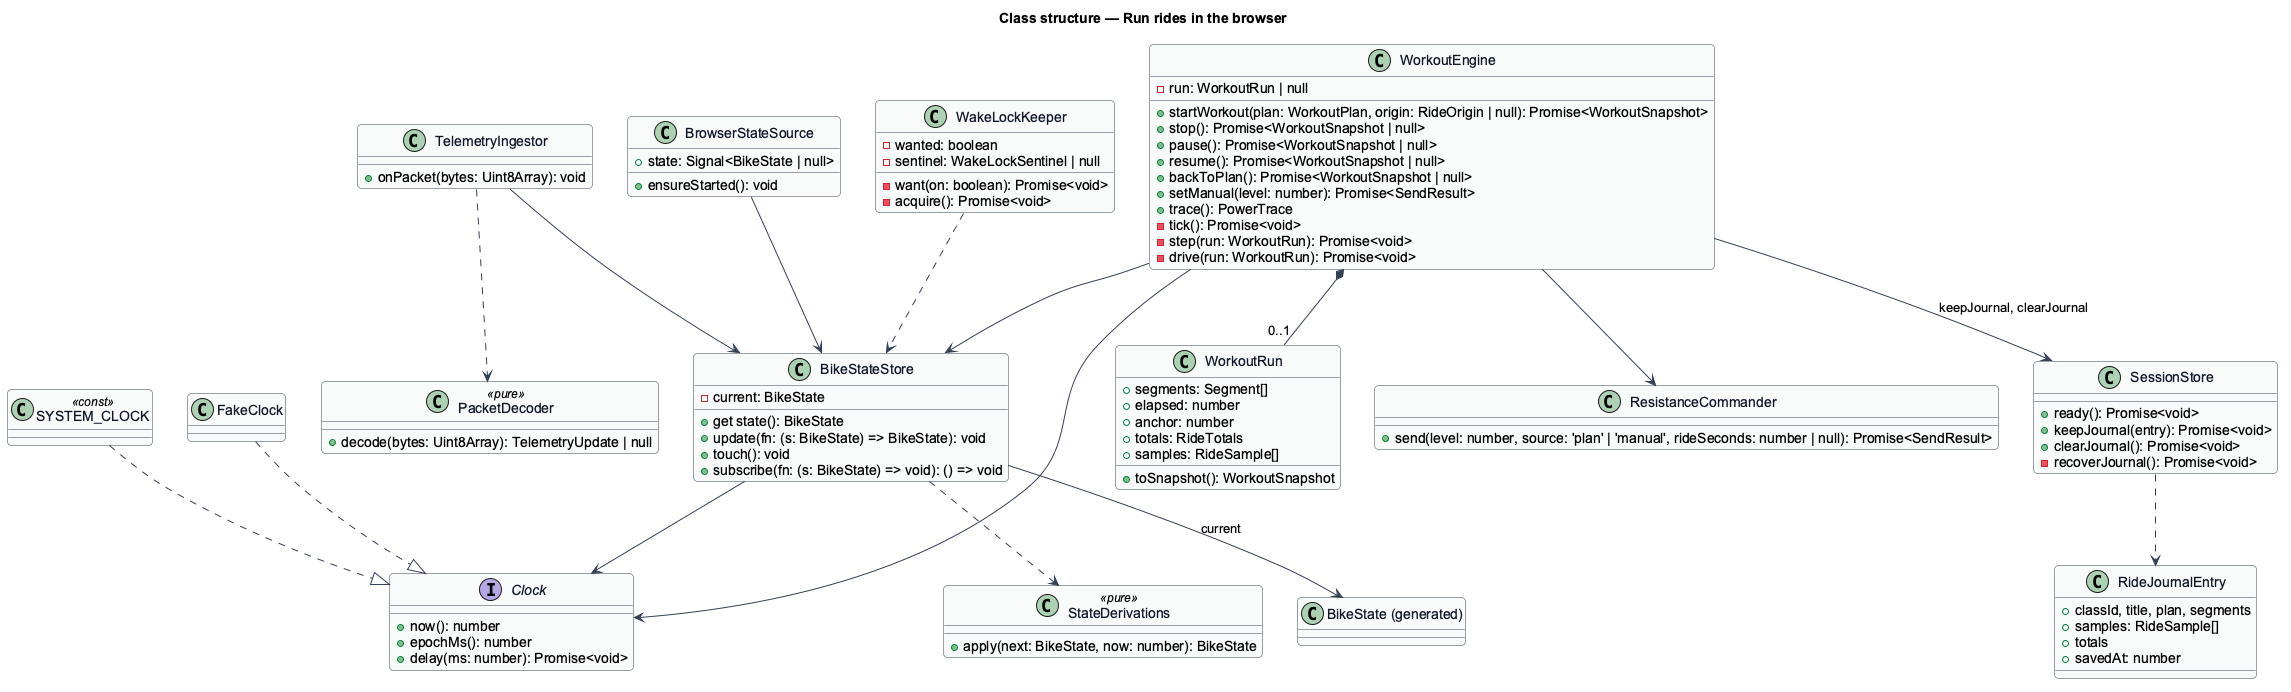 Class structure — Run rides in the browser
WorkoutEngine
run: WorkoutRun | null
startWorkout(plan: WorkoutPlan, origin: RideOrigin | null): Promise<WorkoutSnapshot>
stop(): Promise<WorkoutSnapshot | null>
pause(): Promise<WorkoutSnapshot | null>
resume(): Promise<WorkoutSnapshot | null>
backToPlan(): Promise<WorkoutSnapshot | null>
setManual(level: number): Promise<SendResult>
trace(): PowerTrace
tick(): Promise<void>
step(run: WorkoutRun): Promise<void>
drive(run: WorkoutRun): Promise<void>
WakeLockKeeper
wanted: boolean
sentinel: WakeLockSentinel | null
want(on: boolean): Promise<void>
acquire(): Promise<void>
BrowserStateSource
state: Signal<BikeState | null>
ensureStarted(): void
TelemetryIngestor
onPacket(bytes: Uint8Array): void
keepJournal, clearJournal
0..1
BikeStateStore
current: BikeState
get state(): BikeState
update(fn: (s: BikeState) => BikeState): void
touch(): void
subscribe(fn: (s: BikeState) => void): () => void
WorkoutRun
segments: Segment[]
elapsed: number
anchor: number
totals: RideTotals
samples: RideSample[]
toSnapshot(): WorkoutSnapshot
SessionStore
ready(): Promise<void>
keepJournal(entry): Promise<void>
clearJournal(): Promise<void>
recoverJournal(): Promise<void>
«pure»
PacketDecoder
decode(bytes: Uint8Array): TelemetryUpdate | null
ResistanceCommander
send(level: number, source: 'plan' | 'manual', rideSeconds: number | null): Promise<SendResult>
«const»
SYSTEM_CLOCK
FakeClock
current
Clock
now(): number
epochMs(): number
delay(ms: number): Promise<void>
«pure»
StateDerivations
apply(next: BikeState, now: number): BikeState
BikeState (generated)
RideJournalEntry
classId, title, plan, segments
samples: RideSample[]
totals
savedAt: number